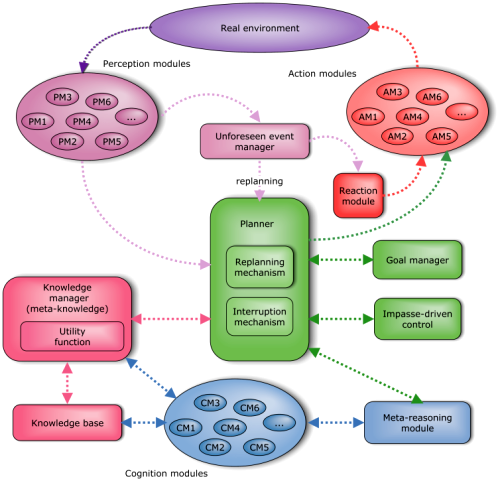 Real environment
Perception modules
Action modules
PM3
PM6
PM1
PM4
...
PM2
PM5
AM3
AM6
AM1
AM4
...
AM2
AM5
Unforeseen event
manager
replanning
Reaction
module
Planner
Replanning
mechanism
Interruption
mechanism
Goal manager
Impasse-driven
control
Knowledge
manager
(meta-knowledge)
Utility
function
Knowledge base
CM3
CM6
CM1
CM4
...
CM2
CM5
Meta-reasoning
module
Cognition modules